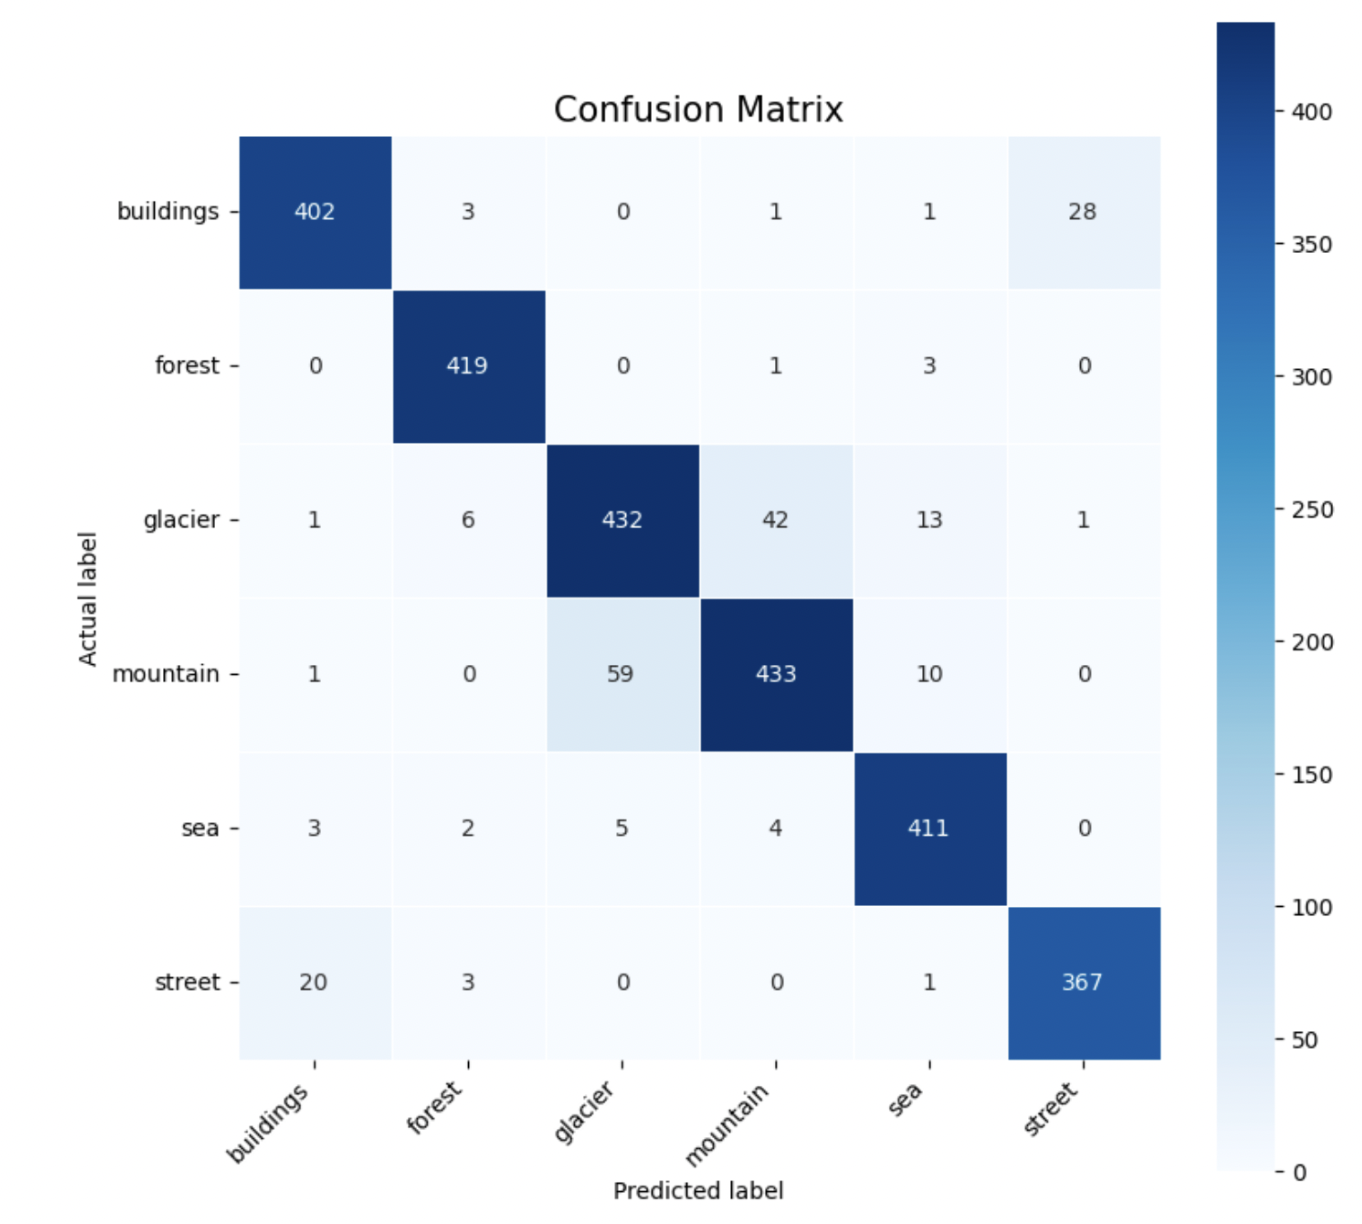 Confusion Matrix
buildings 402 3 0 1 1 28
forest 0 419 0 1 3 0
glacier 1 6 432 42 13 1
mountain 1 0 59 433 10 0
sea 3 2 5 4 411 0
street 20 3 0 0 1 367
buildings forest glacier mountain sea street
Predicted label
Actual label
400
350
300
250
200
150
100
50
0